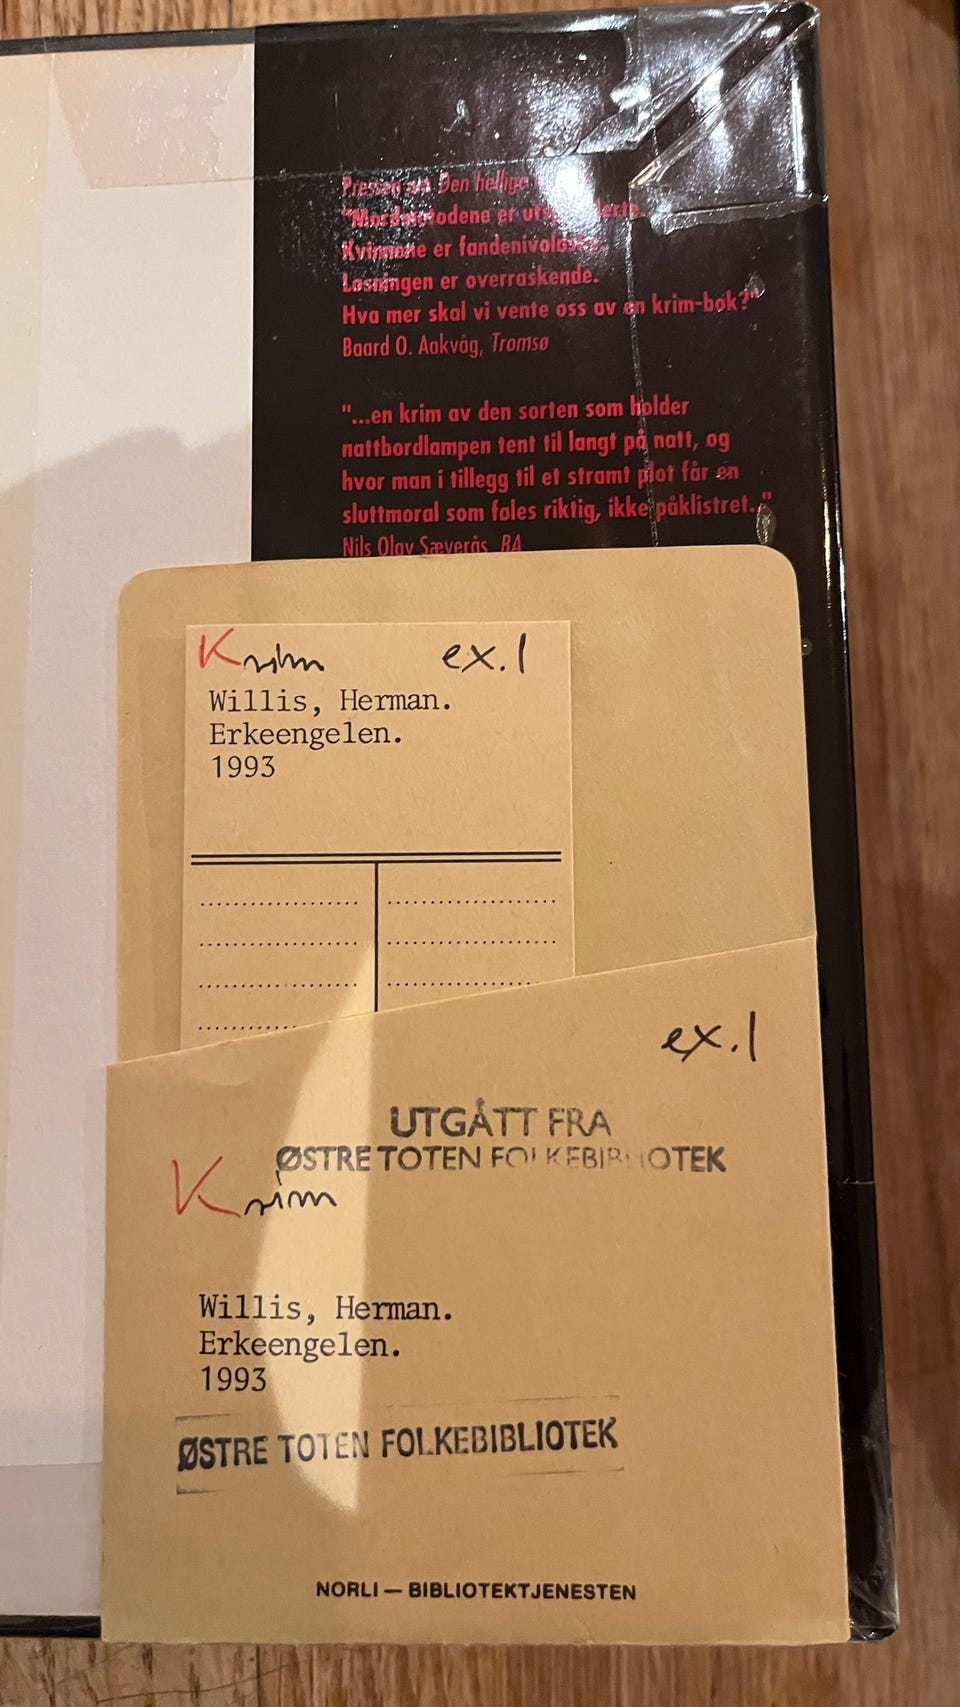 Pressen om Den hellige
"Mordmetodene er
Kvinnene er fandenivoldske.
Løsningen er overraskende.
Hva mer skal vi vente oss av en krim-bok?"
Baard O. Aakvåg, Tromsø
"...en krim av den sorten som holder
nattbordlampen tent til langt på natt, og
hvor man i tillegg til et stramt plot får en
sluttmoral som føles riktig, ikke påklistret.."
Nils Olav Sæverås, BA
Krim ex.1
Willis, Herman.
Erkeengelen.
1993
ex.1
UTGÅTT FRA
ØSTRE TOTEN FOLKEBIBLIOTEK
Krim
Willis, Herman.
Erkeengelen.
1993
ØSTRE TOTEN FOLKEBIBLIOTEK
NORLI — BIBLIOTEKTJENESTEN